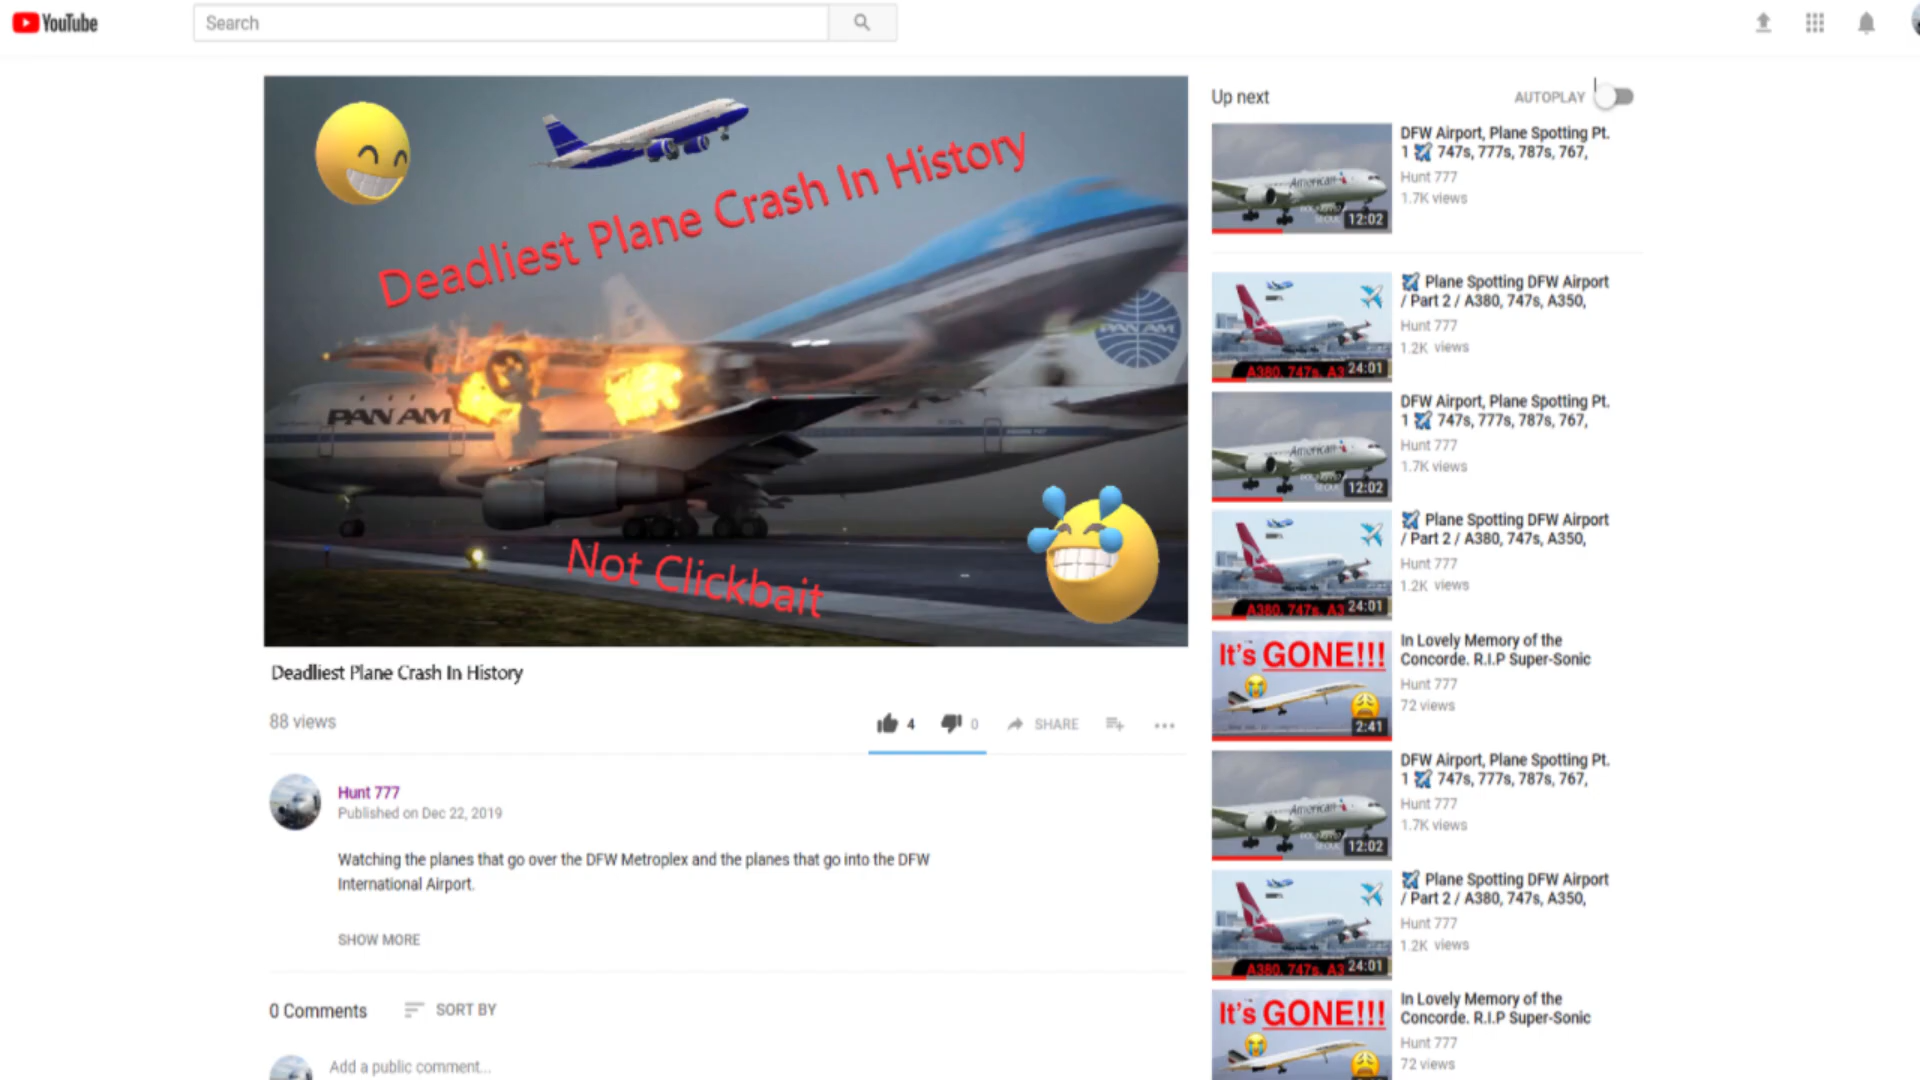 YouTube
Search
Deadliest Plane Crash In History
PAN AM
PAN AM
Not Clickbait
Deadliest Plane Crash In History
88 views
4
0
SHARE
Hunt 777
Published on Dec 22, 2019
Watching the planes that go over the DFW Metroplex and the planes that go into the DFW
International Airport.
SHOW MORE
0 Comments
SORT BY
Add a public comment...
Up next
AUTOPLAY
American
12:02
DFW Airport, Plane Spotting Pt.
1 ✈️ 747s, 777s, 787s, 767,
Hunt 777
1.7K views
A380, 747s, A3
24:01
✈️ Plane Spotting DFW Airport
/ Part 2 / A380, 747s, A350,
Hunt 777
1.2K views
American
12:02
DFW Airport, Plane Spotting Pt.
1 ✈️ 747s, 777s, 787s, 767,
Hunt 777
1.7K views
A380, 747s, A3
24:01
✈️ Plane Spotting DFW Airport
/ Part 2 / A380, 747s, A350,
Hunt 777
1.2K views
It's GONE!!!
2:41
In Lovely Memory of the
Concorde. R.I.P Super-Sonic
Hunt 777
72 views
American
12:02
DFW Airport, Plane Spotting Pt.
1 ✈️ 747s, 777s, 787s, 767,
Hunt 777
1.7K views
A380, 747s, A3
24:01
✈️ Plane Spotting DFW Airport
/ Part 2 / A380, 747s, A350,
Hunt 777
1.2K views
It's GONE!!!
In Lovely Memory of the
Concorde. R.I.P Super-Sonic
Hunt 777
72 views